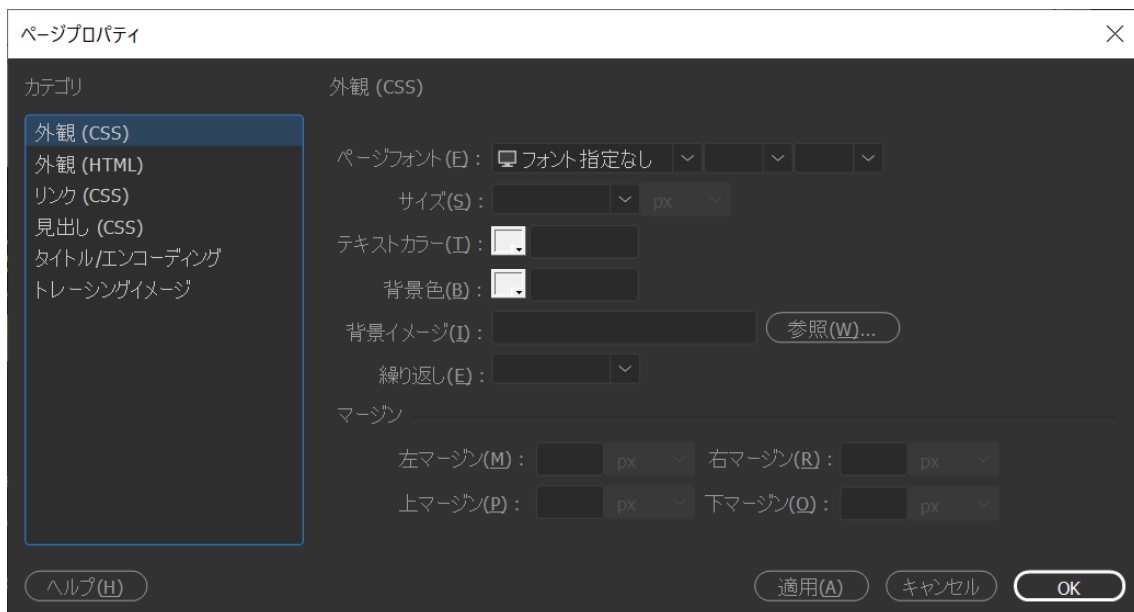 ページプロパティ
カテゴリ
外観 (CSS)
外観 (HTML)
リンク (CSS)
見出し (CSS)
タイトル/エンコーディング
トレーシングイメージ
外観 (CSS)
ページフォント(F) : フォント指定なし
サイズ(S) : px
テキストカラー(T) :
背景色(B) :
背景イメージ(I) : 参照(W)...
繰り返し(E) :
マージン
左マージン(M) : px 右マージン(R) : px
上マージン(P) : px 下マージン(O) : px
ヘルプ(H) 適用(A) キャンセル OK